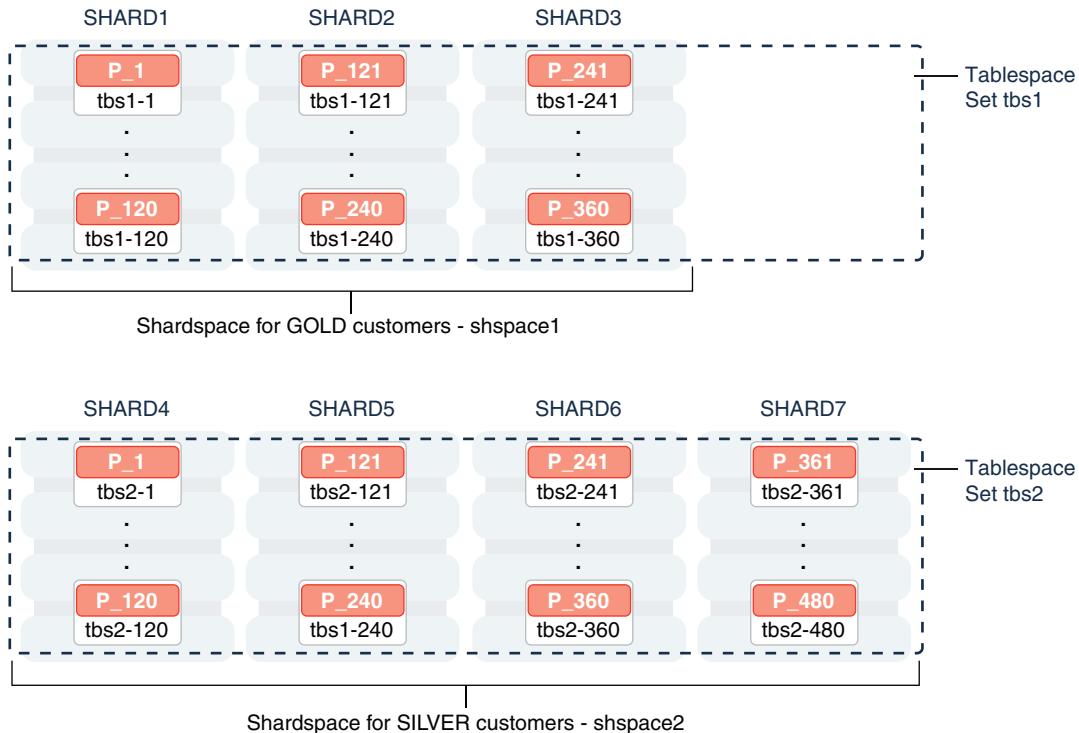 SHARD1 SHARD2 SHARD3
P_1 P_121 P_241
tbs1-1 tbs1-121 tbs1-241
. . .
. . .
. . .
P_120 P_240 P_360
tbs1-120 tbs1-240 tbs1-360
Tablespace
Set tbs1
Shardspace for GOLD customers - shspace1
SHARD4 SHARD5 SHARD6 SHARD7
P_1 P_121 P_241 P_361
tbs2-1 tbs2-121 tbs2-241 tbs2-361
. . . .
. . . .
. . . .
P_120 P_240 P_360 P_480
tbs2-120 tbs1-240 tbs2-360 tbs2-480
Tablespace
Set tbs2
Shardspace for SILVER customers - shspace2